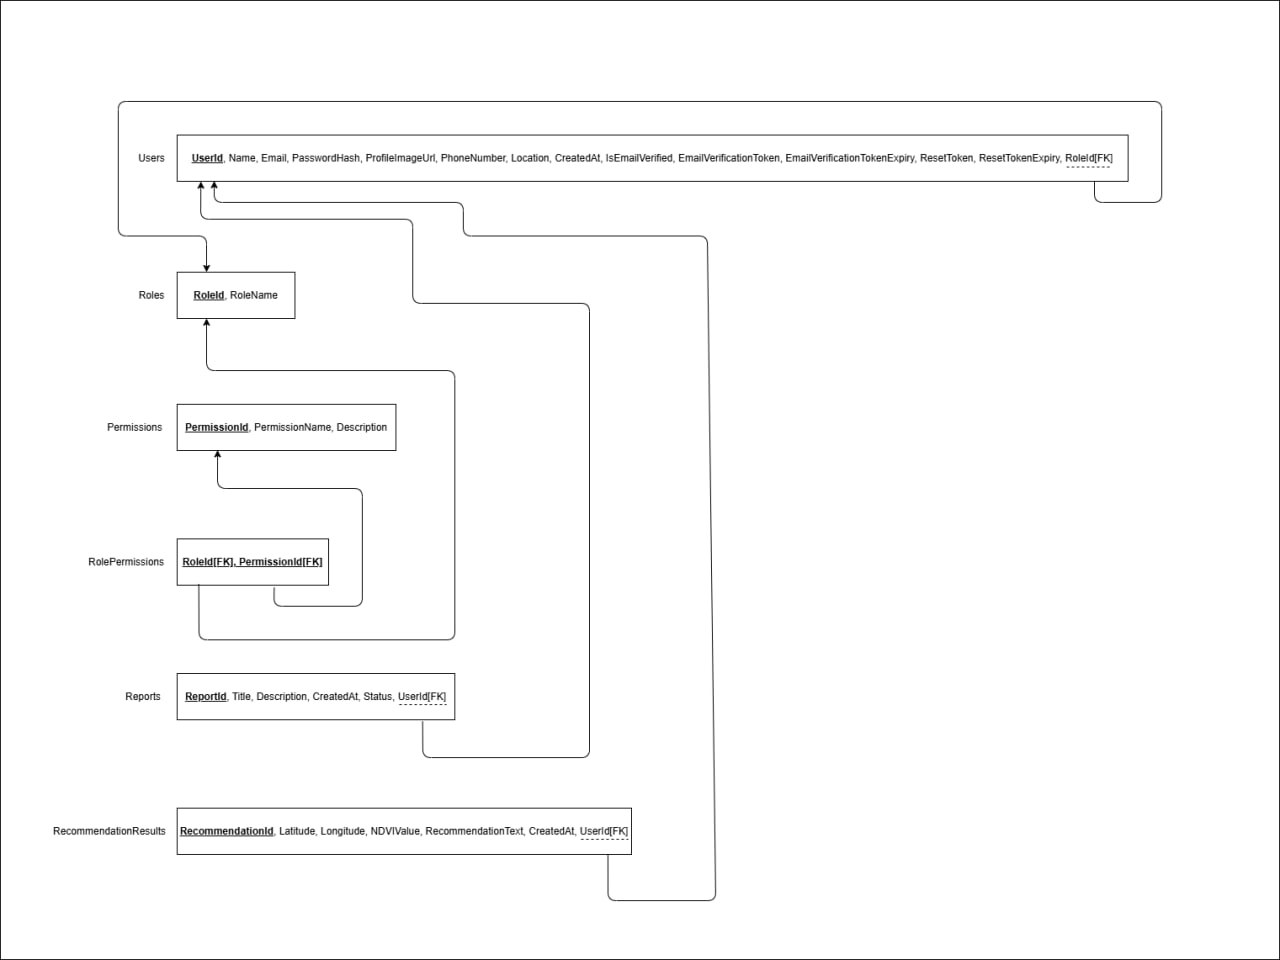 Users
UserId, Name, Email, PasswordHash, ProfileImageUrl, PhoneNumber, Location, CreatedAt, IsEmailVerified, EmailVerificationToken, EmailVerificationTokenExpiry, ResetToken, ResetTokenExpiry, RoleId[FK]
Roles
RoleId, RoleName
Permissions
PermissionId, PermissionName, Description
RolePermissions
RoleId[FK], PermissionId[FK]
Reports
ReportId, Title, Description, CreatedAt, Status, UserId[FK]
RecommendationResults
RecommendationId, Latitude, Longitude, NDVIValue, RecommendationText, CreatedAt, UserId[FK]